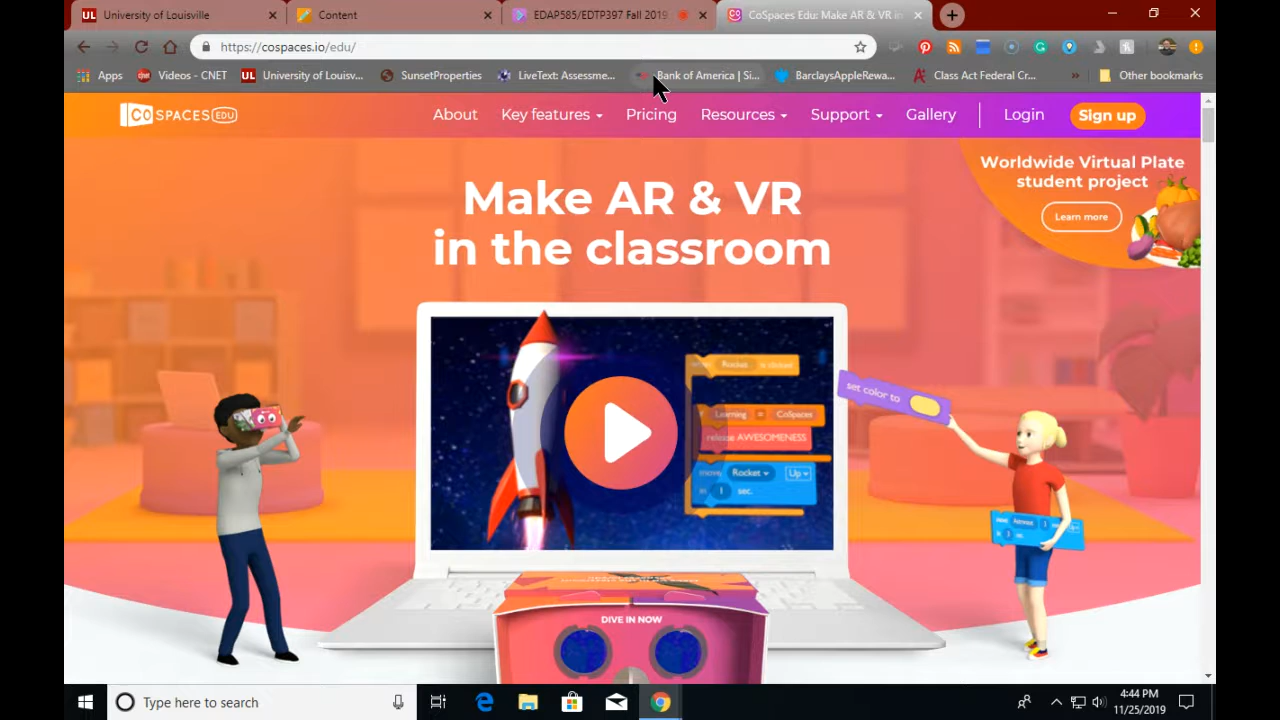 UL University of Louisville
Content
EDAP585/EDTP397 Fall 2019
CoSpaces Edu: Make AR & VR in
https://cospaces.io/edu/
Apps
Videos - CNET
UL University of Louisv...
SunsetProperties
LiveText: Assessme...
Bank of America | Si...
BarclaysAppleRewa...
Class Act Federal Cr...
» Other bookmarks
COSPACES EDU
About
Key features
Pricing
Resources
Support
Gallery
Login
Sign up
Worldwide Virtual Plate
student project
Learn more
Make AR & VR
in the classroom
Rocket
set color to
Learning = CoSpaces
release AWESOMENESS
move Rocket Up
1 sec.
DIVE IN NOW
Type here to search
4:44 PM
11/25/2019